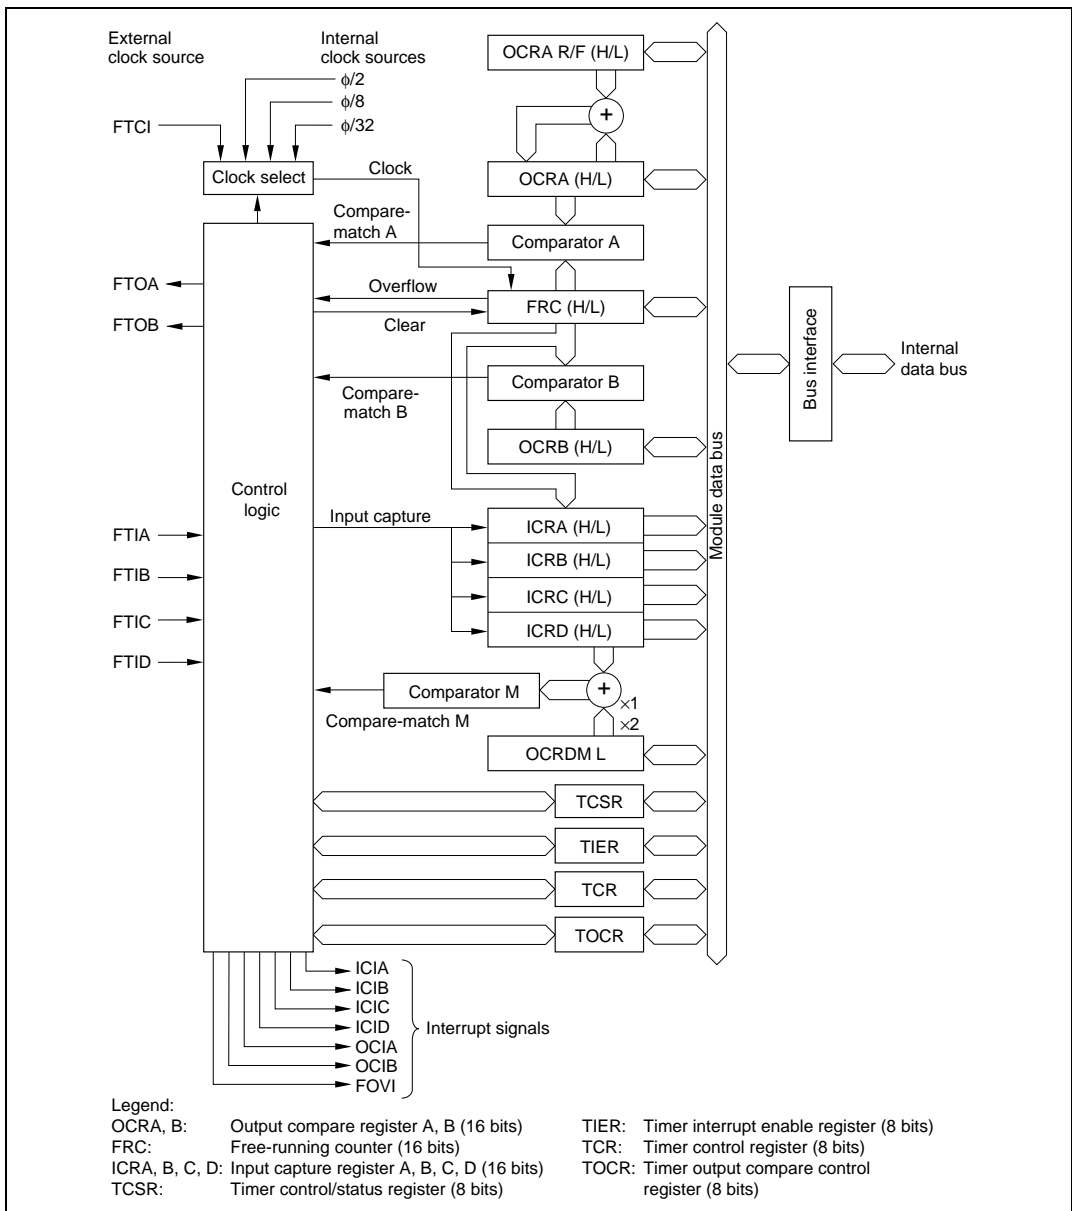 External
clock source
Internal
clock sources
ϕ/2
ϕ/8
ϕ/32
FTCI
Clock select
Clock
OCRA R/F (H/L)
+
OCRA (H/L)
Compare-
match A
Comparator A
FTOA
Overflow
FRC (H/L)
FTOB
Clear
Compare-
match B
Comparator B
OCRB (H/L)
Module data bus
Bus interface
Internal
data bus
Control
logic
Input capture
ICRA (H/L)
ICRB (H/L)
ICRC (H/L)
ICRD (H/L)
FTIA
FTIB
FTIC
FTID
Comparator M
+
×1
×2
Compare-match M
OCRDM L
TCSR
TIER
TCR
TOCR
ICIA
ICIB
ICIC
ICID
OCIA
OCIB
FOVI
Interrupt signals
Legend:
OCRA, B: Output compare register A, B (16 bits)
FRC: Free-running counter (16 bits)
ICRA, B, C, D: Input capture register A, B, C, D (16 bits)
TCSR: Timer control/status register (8 bits)
TIER: Timer interrupt enable register (8 bits)
TCR: Timer control register (8 bits)
TOCR: Timer output compare control
register (8 bits)